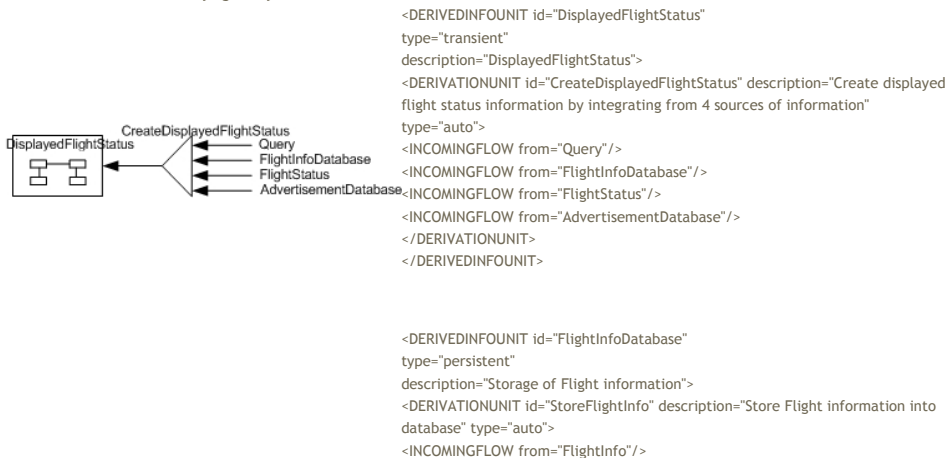 <DERIVEDINFOUNIT id="DisplayedFlightStatus"
type="transient"
description="DisplayedFlightStatus">
<DERIVATIONUNIT id="CreateDisplayedFlightStatus" description="Create displayed
flight status information by integrating from 4 sources of information"
type="auto">
<INCOMINGFLOW from="Query"/>
<INCOMINGFLOW from="FlightInfoDatabase"/>
<INCOMINGFLOW from="FlightStatus"/>
<INCOMINGFLOW from="AdvertisementDatabase"/>
</DERIVATIONUNIT>
</DERIVEDINFOUNIT>
CreateDisplayedFlightStatus
DisplayedFlightStatus
Query
FlightInfoDatabase
FlightStatus
AdvertisementDatabase
<DERIVEDINFOUNIT id="FlightInfoDatabase"
type="persistent"
description="Storage of Flight information">
<DERIVATIONUNIT id="StoreFlightInfo" description="Store Flight information into
database" type="auto">
<INCOMINGFLOW from="FlightInfo"/>